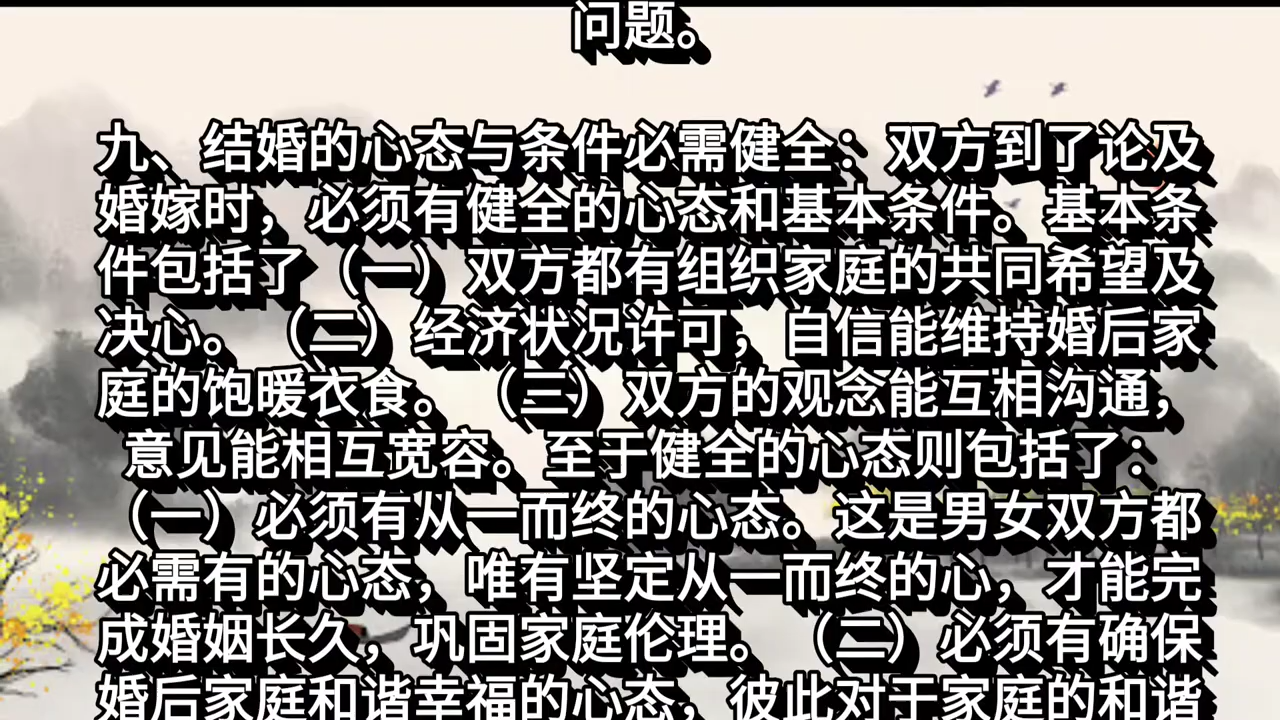 问题。
九、结婚的心态与条件必需健全：双方到了论及
婚嫁时，必须有健全的心态和基本条件。基本条
件包括了（一）双方都有组织家庭的共同希望及
决心。（二）经济状况许可，自信能维持婚后家
庭的饱暖衣食。（三）双方的观念能互相沟通，
意见能相互宽容。至于健全的心态则包括了：
（一）必须有从一而终的心态。这是男女双方都
必需有的心态，唯有坚定从一而终的心，才能完
成婚姻长久，巩固家庭伦理。（二）必须有确保
婚后家庭和谐幸福的心态，彼此对于家庭的和谐